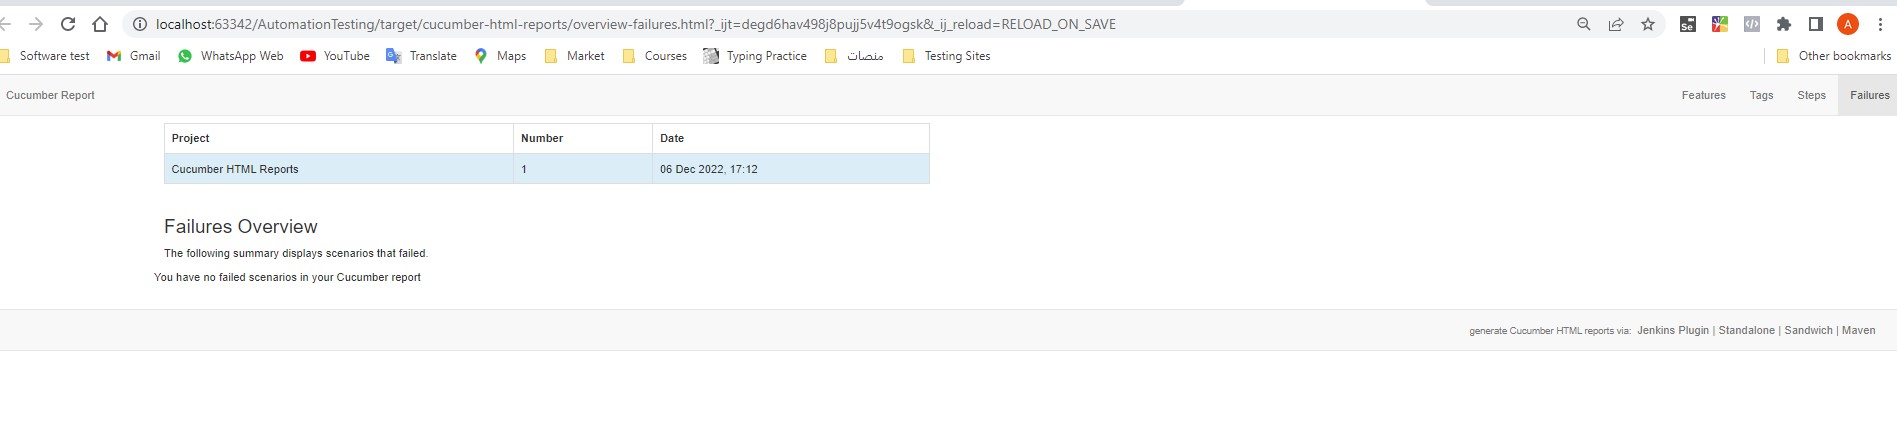 localhost:63342/AutomationTesting/target/cucumber-html-reports/overview-failures.html?_ijt=degd6hav498j8pujj5v4t9ogsk&_ij_reload=RELOAD_ON_SAVE
Se </> A
Software test Gmail WhatsApp Web YouTube Translate Maps Market Courses Typing Practice منصات Testing Sites Other bookmarks
Cucumber Report Features Tags Steps Failures
Project Number Date
Cucumber HTML Reports 1 06 Dec 2022, 17:12
Failures Overview
The following summary displays scenarios that failed.
You have no failed scenarios in your Cucumber report
generate Cucumber HTML reports via: Jenkins Plugin | Standalone | Sandwich | Maven